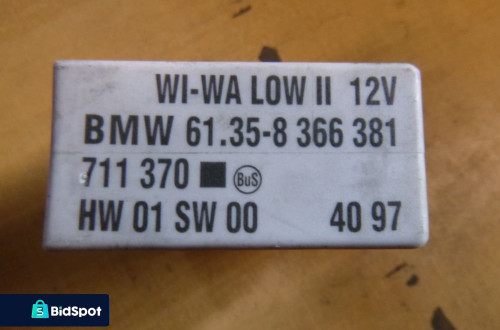 WI-WA LOW II 12V
BMW 61.35-8 366 381
711 370 ■ BuS
HW 01 SW 00 40 97
S BidSpot